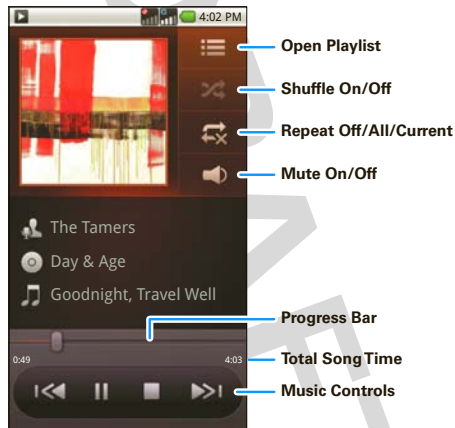 4:02 PM
Open Playlist
Shuffle On/Off
Repeat Off/All/Current
Mute On/Off
The Tamers
Day & Age
Goodnight, Travel Well
Progress Bar
0:49
4:03
Total Song Time
Music Controls